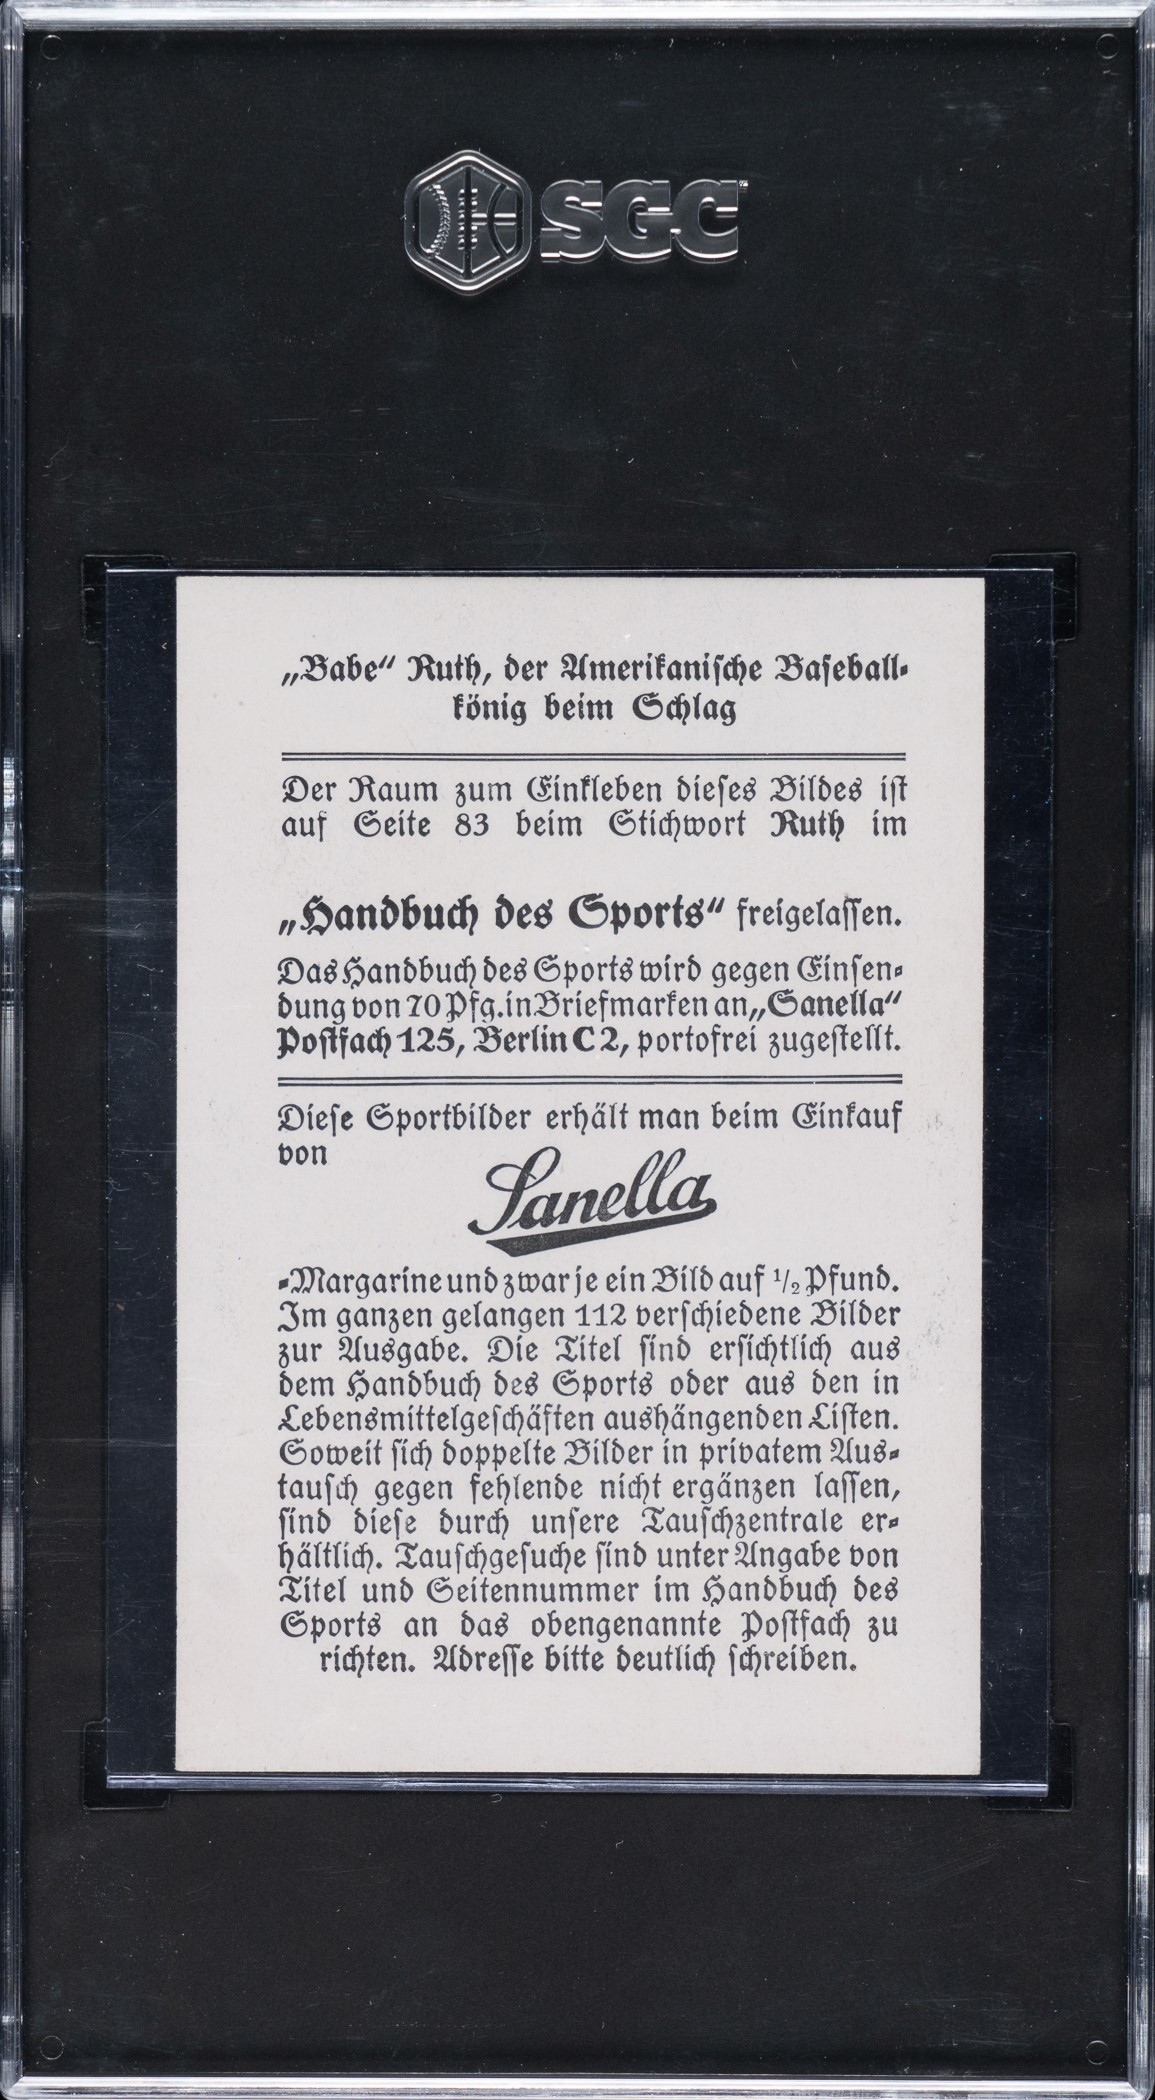 SGC
„Babe“ Ruth, der Amerikanische Baseball-
könig beim Schlag
Der Raum zum Einkleben dieses Bildes ist
auf Seite 83 beim Stichwort Ruth im
„Handbuch des Sports“ freigelassen.
Das Handbuch des Sports wird gegen Einsen-
dung von 70 Pfg. in Briefmarken an „Sanella“
Postfach 125, Berlin C 2, portofrei zugestellt.
Diese Sportbilder erhält man beim Einkauf
von
Sanella
-Margarine und zwar je ein Bild auf 1/2 Pfund.
Im ganzen gelangen 112 verschiedene Bilder
zur Ausgabe. Die Titel sind ersichtlich aus
dem Handbuch des Sports oder aus den in
Lebensmittelgeschäften aushängenden Listen.
Soweit sich doppelte Bilder in privatem Aus-
tausch gegen fehlende nicht ergänzen lassen,
sind diese durch unsere Tauschzentrale er-
hältlich. Tauschgesuche sind unter Angabe von
Titel und Seitennummer im Handbuch des
Sports an das obengenannte Postfach zu
richten. Adresse bitte deutlich schreiben.